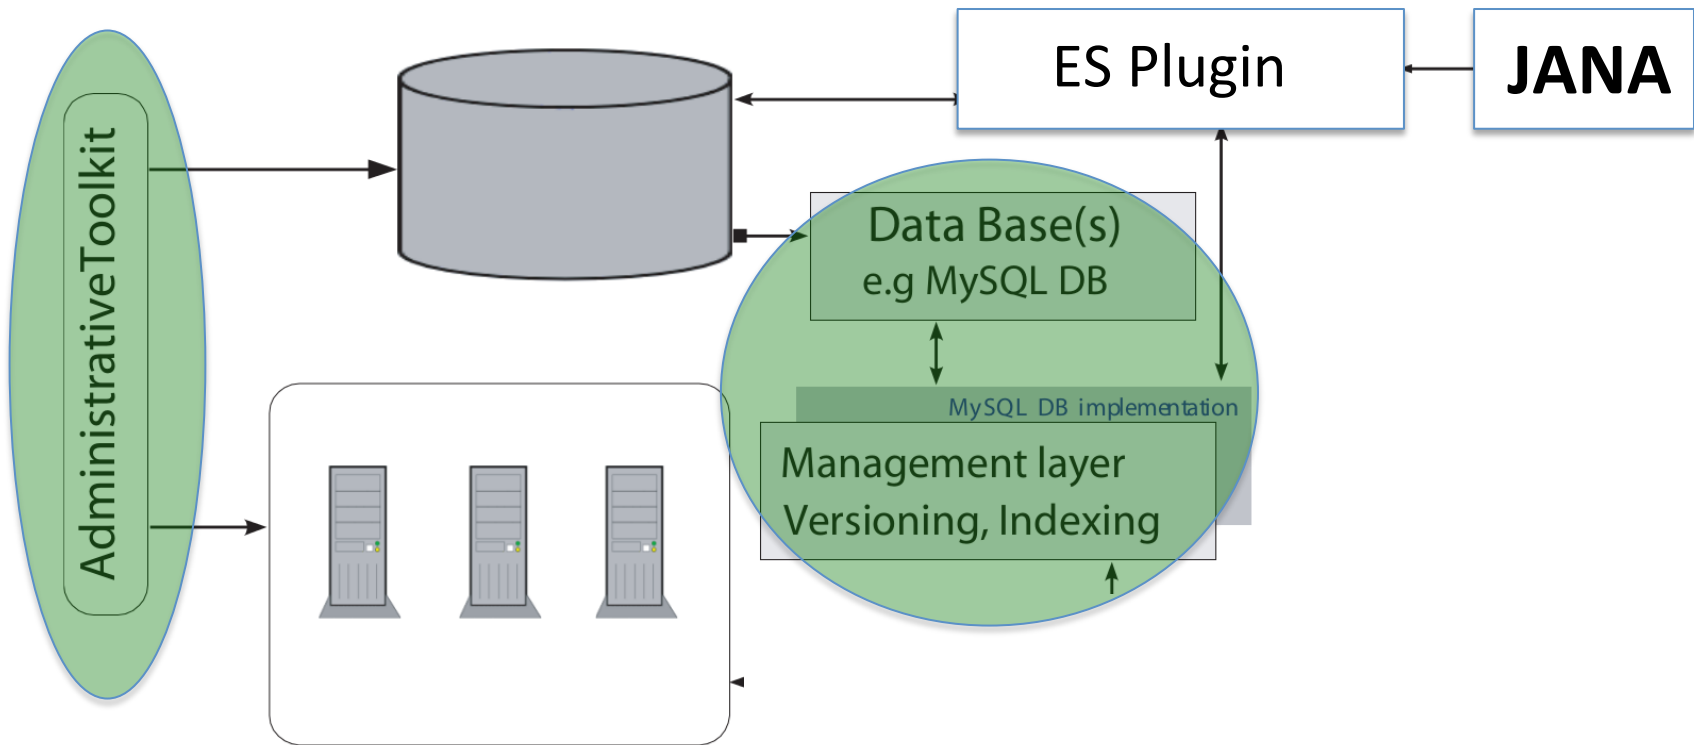 ES Plugin
JANA
AdministrativeToolkit
Data Base(s)
e.g MySQL DB
MySQL DB implementation
Management layer
Versioning, Indexing